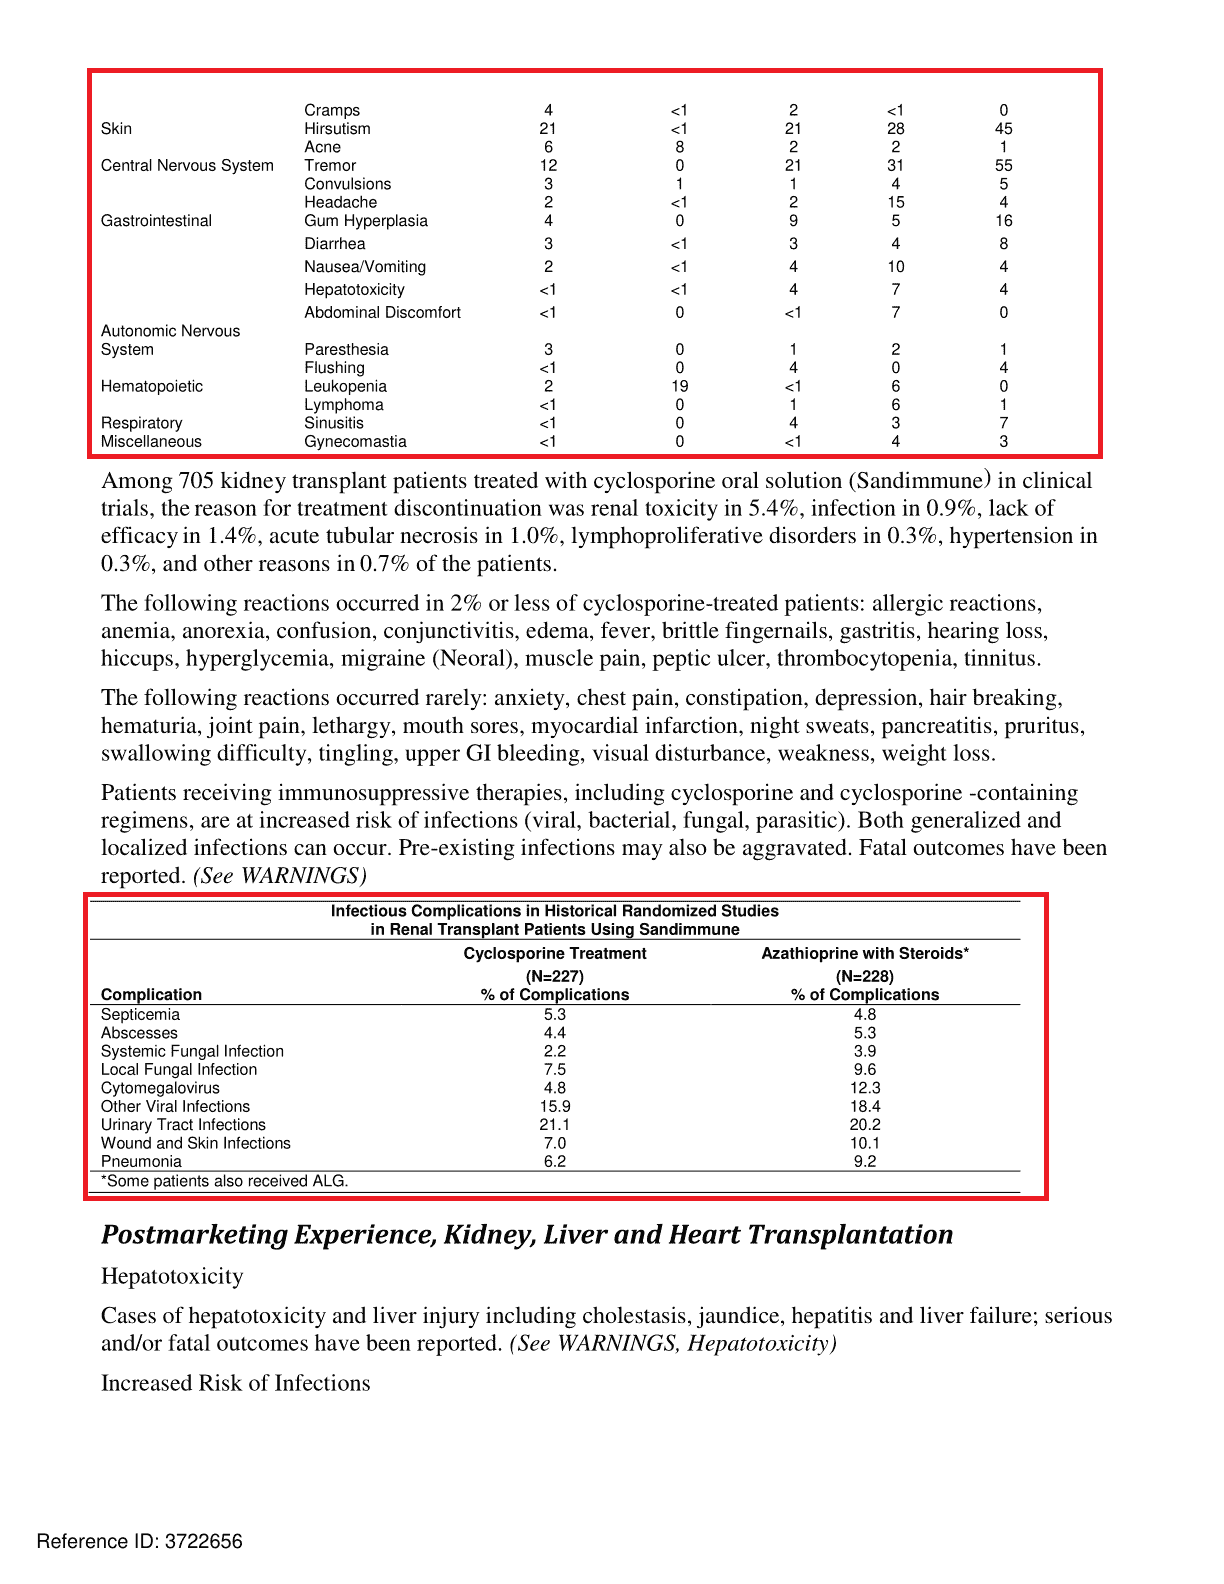 Cramps 4 <1 2 <1 0
Skin Hirsutism 21 <1 21 28 45
Acne 6 8 2 2 1
Central Nervous System Tremor 12 0 21 31 55
Convulsions 3 1 1 4 5
Headache 2 <1 2 15 4
Gastrointestinal Gum Hyperplasia 4 0 9 5 16
Diarrhea 3 <1 3 4 8
Nausea/Vomiting 2 <1 4 10 4
Hepatotoxicity <1 <1 4 7 4
Abdominal Discomfort <1 0 <1 7 0
Autonomic Nervous
System Paresthesia 3 0 1 2 1
Flushing <1 0 4 0 4
Hematopoietic Leukopenia 2 19 <1 6 0
Lymphoma <1 0 1 6 1
Respiratory Sinusitis <1 0 4 3 7
Miscellaneous Gynecomastia <1 0 <1 4 3
Among 705 kidney transplant patients treated with cyclosporine oral solution (Sandimmune) in clinical
trials, the reason for treatment discontinuation was renal toxicity in 5.4%, infection in 0.9%, lack of
efficacy in 1.4%, acute tubular necrosis in 1.0%, lymphoproliferative disorders in 0.3%, hypertension in
0.3%, and other reasons in 0.7% of the patients.
The following reactions occurred in 2% or less of cyclosporine-treated patients: allergic reactions,
anemia, anorexia, confusion, conjunctivitis, edema, fever, brittle fingernails, gastritis, hearing loss,
hiccups, hyperglycemia, migraine (Neoral), muscle pain, peptic ulcer, thrombocytopenia, tinnitus.
The following reactions occurred rarely: anxiety, chest pain, constipation, depression, hair breaking,
hematuria, joint pain, lethargy, mouth sores, myocardial infarction, night sweats, pancreatitis, pruritus,
swallowing difficulty, tingling, upper GI bleeding, visual disturbance, weakness, weight loss.
Patients receiving immunosuppressive therapies, including cyclosporine and cyclosporine -containing
regimens, are at increased risk of infections (viral, bacterial, fungal, parasitic). Both generalized and
localized infections can occur. Pre-existing infections may also be aggravated. Fatal outcomes have been
reported. (See WARNINGS)
Infectious Complications in Historical Randomized Studies
in Renal Transplant Patients Using Sandimmune
Cyclosporine Treatment Azathioprine with Steroids*
(N=227) (N=228)
Complication % of Complications % of Complications
Septicemia 5.3 4.8
Abscesses 4.4 5.3
Systemic Fungal Infection 2.2 3.9
Local Fungal Infection 7.5 9.6
Cytomegalovirus 4.8 12.3
Other Viral Infections 15.9 18.4
Urinary Tract Infections 21.1 20.2
Wound and Skin Infections 7.0 10.1
Pneumonia 6.2 9.2
*Some patients also received ALG.
Postmarketing Experience, Kidney, Liver and Heart Transplantation
Hepatotoxicity
Cases of hepatotoxicity and liver injury including cholestasis, jaundice, hepatitis and liver failure; serious
and/or fatal outcomes have been reported. (See WARNINGS, Hepatotoxicity)
Increased Risk of Infections
Reference ID: 3722656